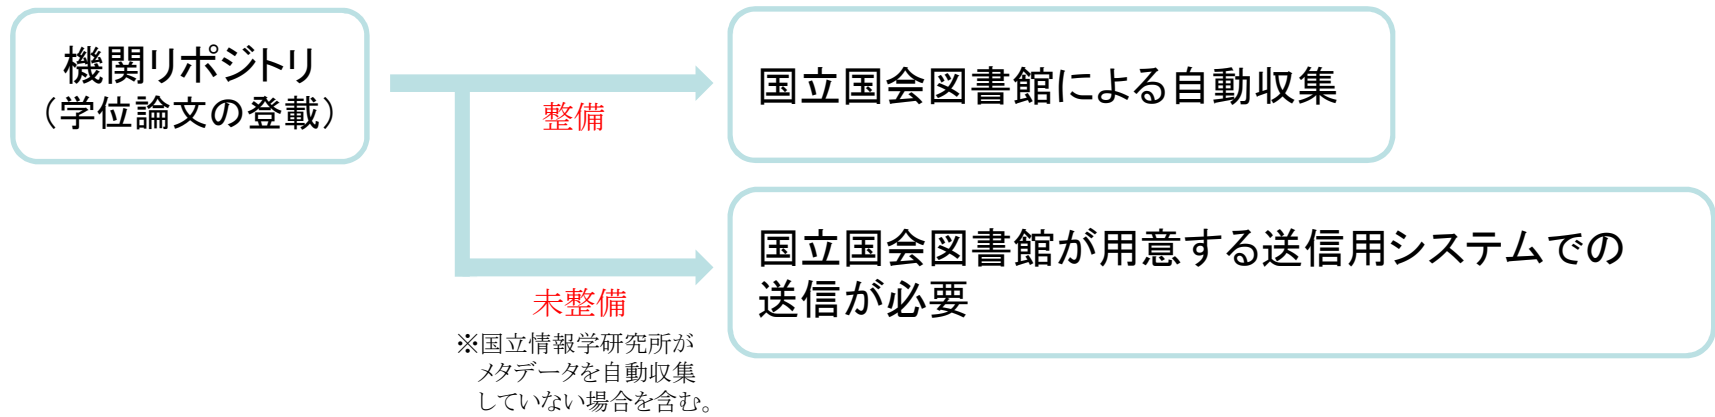 機関リポジトリ
（学位論文の登載）
整備
国立国会図書館による自動収集
未整備
※国立情報学研究所が
メタデータを自動収集
していない場合を含む。
国立国会図書館が用意する送信用システムでの
送信が必要